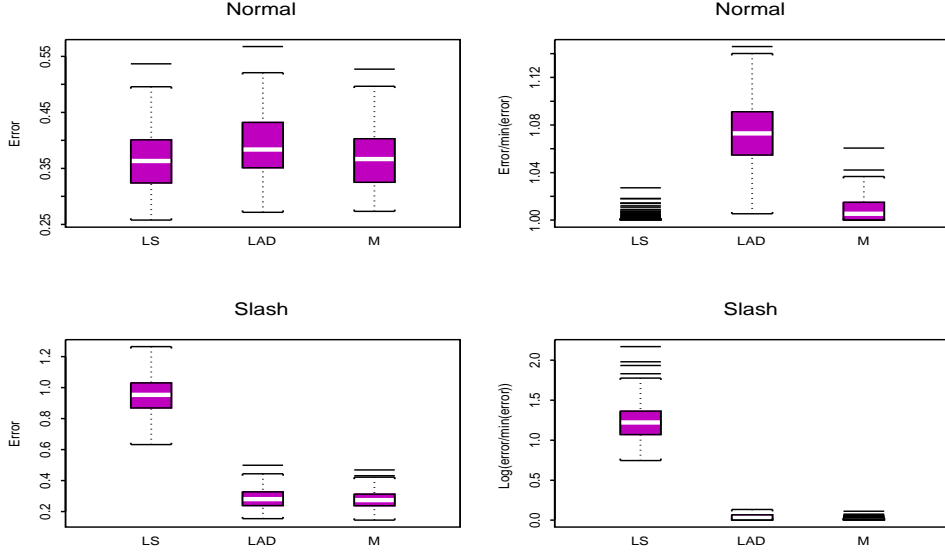 Normal
Error
0.55
0.45
0.35
0.25
LS
LAD
M
Normal
Error/min(error)
1.12
1.08
1.04
1.00
LS
LAD
M
Slash
Error
1.2
1.0
0.8
0.6
0.4
0.2
LS
LAD
M
Slash
Log(error/min(error))
2.0
1.5
1.0
0.5
0.0
LS
LAD
M